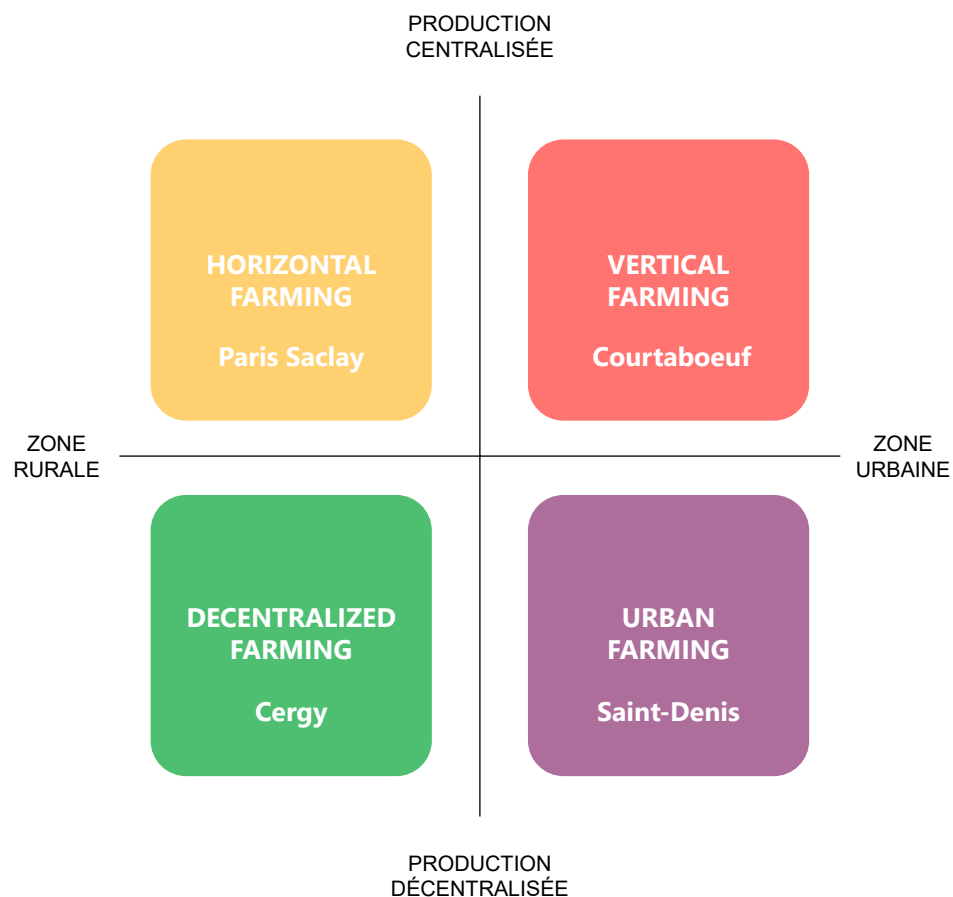 PRODUCTION
CENTRALISÉE
HORIZONTAL
FARMING
Paris Saclay
VERTICAL
FARMING
Courtaboeuf
ZONE
RURALE
ZONE
URBAINE
DECENTRALIZED
FARMING
Cergy
URBAN
FARMING
Saint-Denis
PRODUCTION
DÉCENTRALISÉE